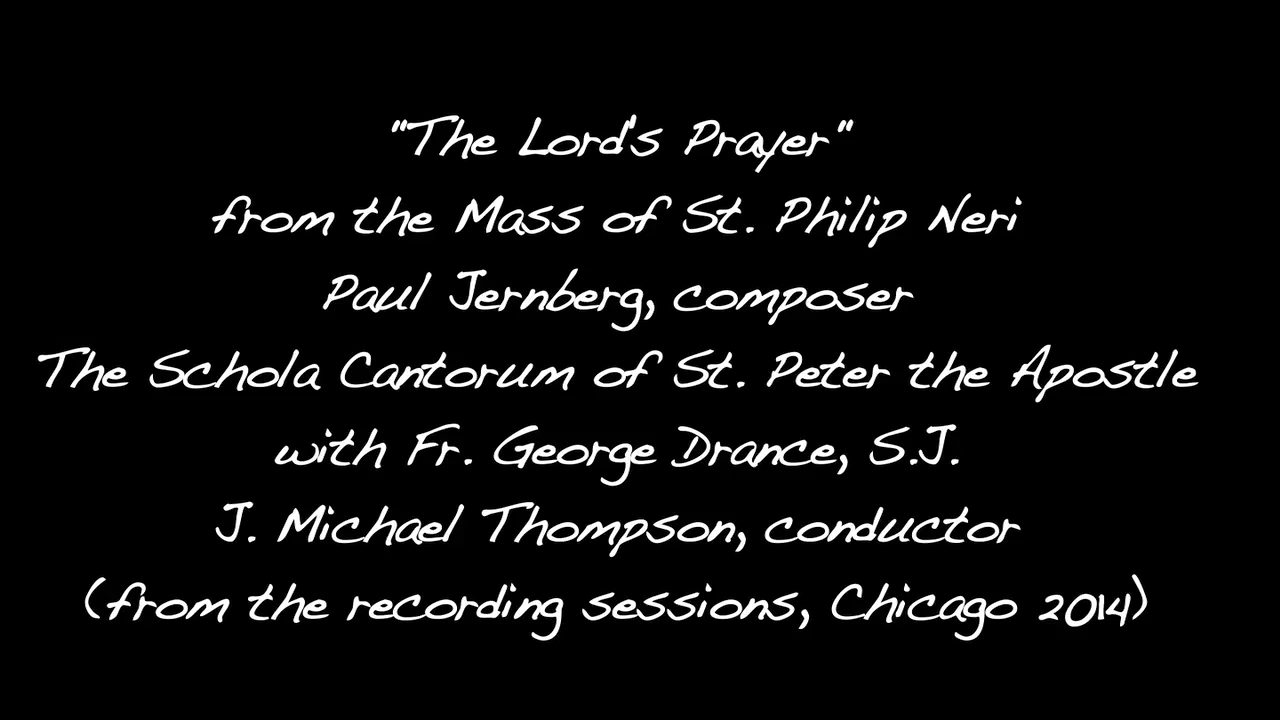 "The Lord's Prayer"
from the Mass of St. Philip Neri
Paul Jernberg, composer
The Schola Cantorum of St. Peter the Apostle
with Fr. George Drance, S.J.
J. Michael Thompson, conductor
(from the recording sessions, Chicago 2014)